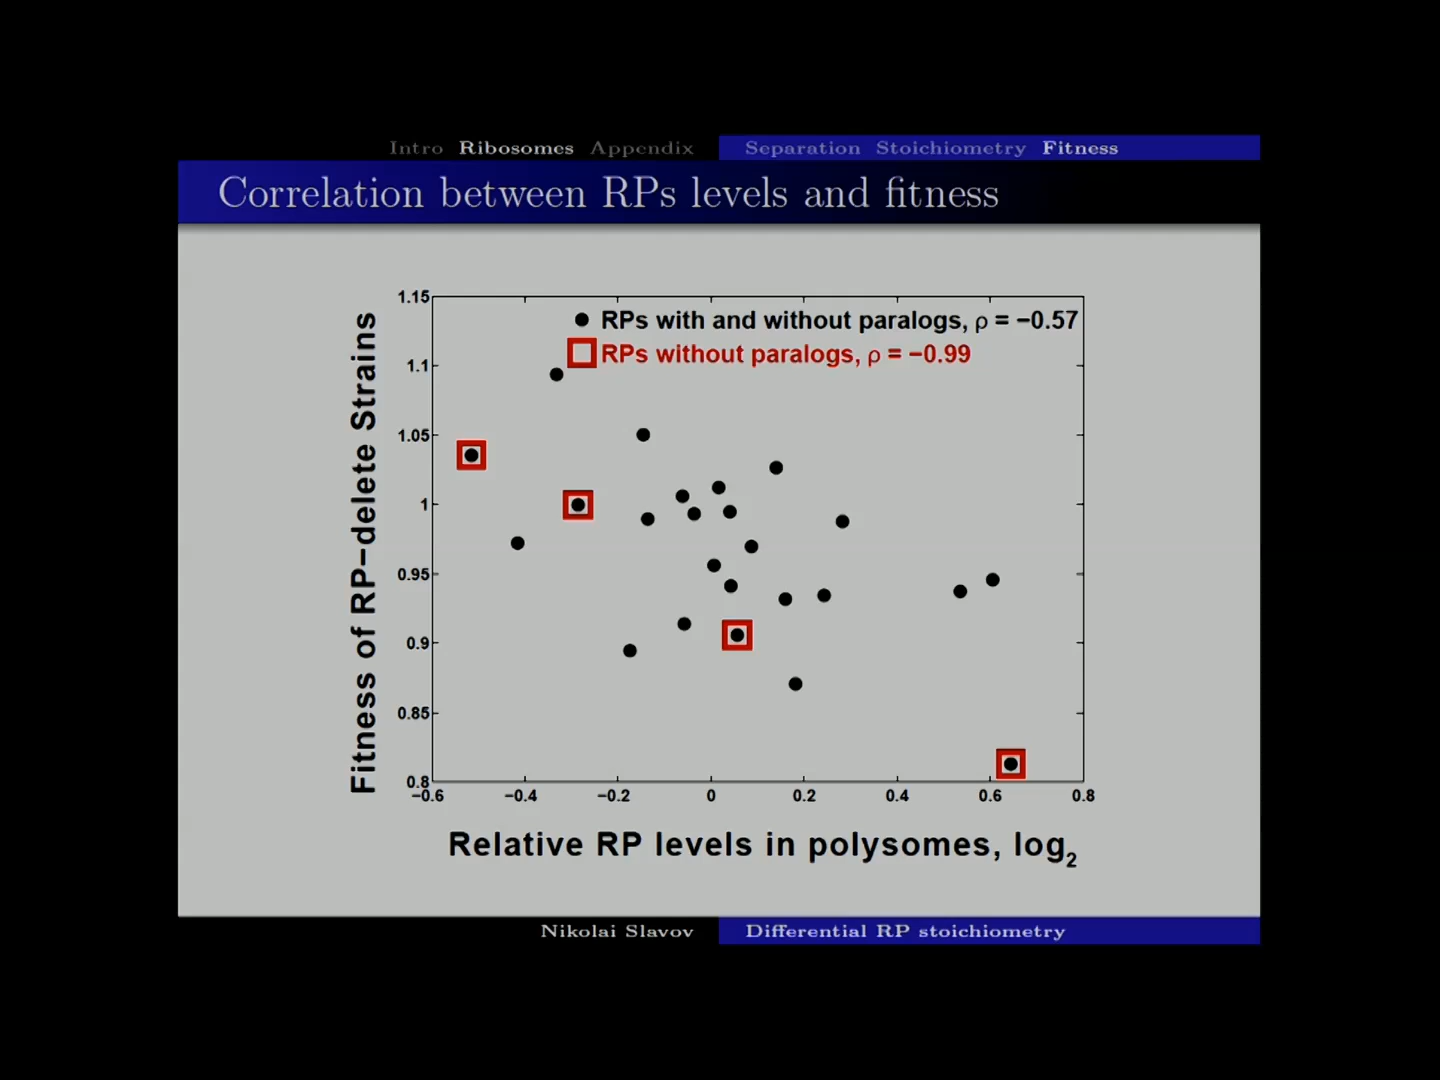 Intro Ribosomes Appendix Separation Stoichiometry Fitness
Correlation between RPs levels and fitness
RPs with and without paralogs, ρ = −0.57
RPs without paralogs, ρ = −0.99
Fitness of RP−delete Strains
1.15
1.1
1.05
1
0.95
0.9
0.85
0.8
−0.6 −0.4 −0.2 0 0.2 0.4 0.6 0.8
Relative RP levels in polysomes, log2
Nikolai Slavov Differential RP stoichiometry